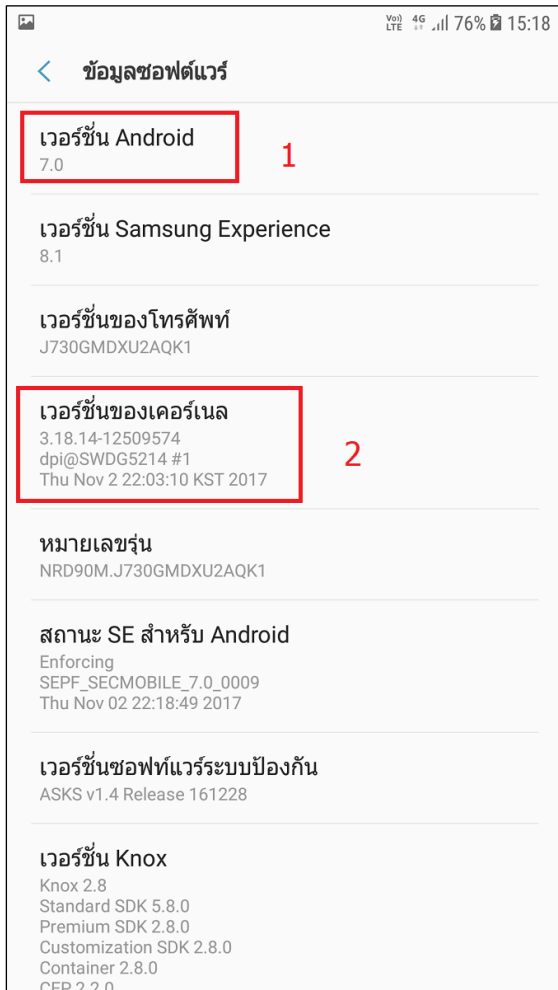 Vo)) LTE 4G 76% 15:18
ข้อมูลซอฟต์แวร์
เวอร์ชั่น Android
7.0
1
เวอร์ชั่น Samsung Experience
8.1
เวอร์ชั่นของโทรศัพท์
J730GMDXU2AQK1
เวอร์ชั่นของเคอร์เนล
3.18.14-12509574
dpi@SWDG5214 #1
Thu Nov 2 22:03:10 KST 2017
2
หมายเลขรุ่น
NRD90M.J730GMDXU2AQK1
สถานะ SE สำหรับ Android
Enforcing
SEPF_SECMOBILE_7.0_0009
Thu Nov 02 22:18:49 2017
เวอร์ชั่นซอฟท์แวร์ระบบป้องกัน
ASKS v1.4 Release 161228
เวอร์ชั่น Knox
Knox 2.8
Standard SDK 5.8.0
Premium SDK 2.8.0
Customization SDK 2.8.0
Container 2.8.0
CEP 2.2.0